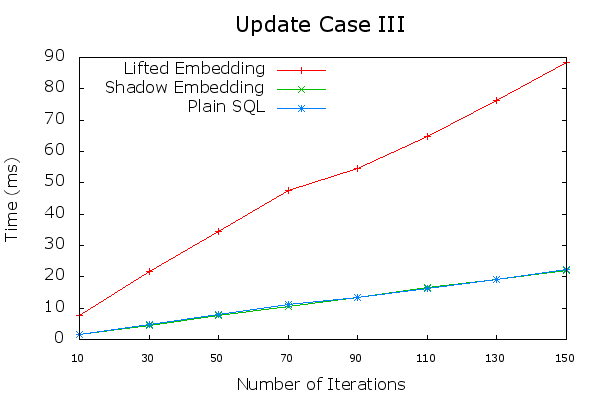 Update Case III
90
80
70
60
50
40
30
20
10
0
Time (ms)
Lifted Embedding
Shadow Embedding
Plain SQL
10 30 50 70 90 110 130 150
Number of Iterations